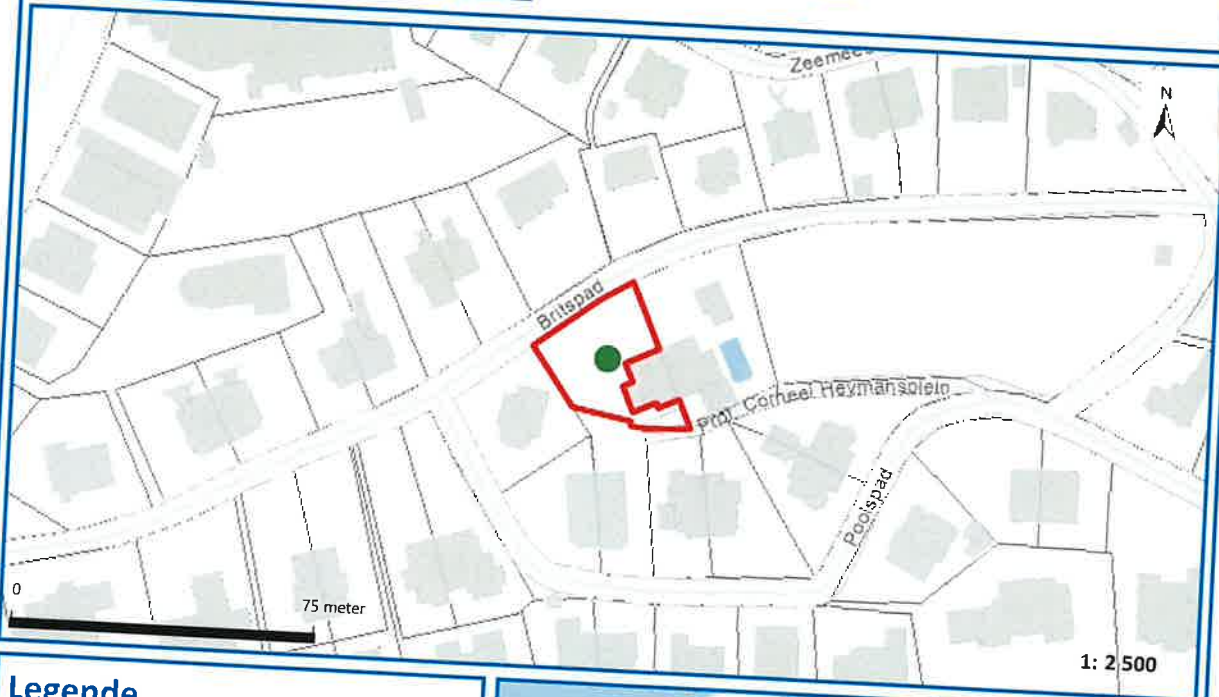 Zeemee
N
Britspad
Prof. Corneel Heymansplein
Poolspad
0
75 meter
1: 2 500
Legende